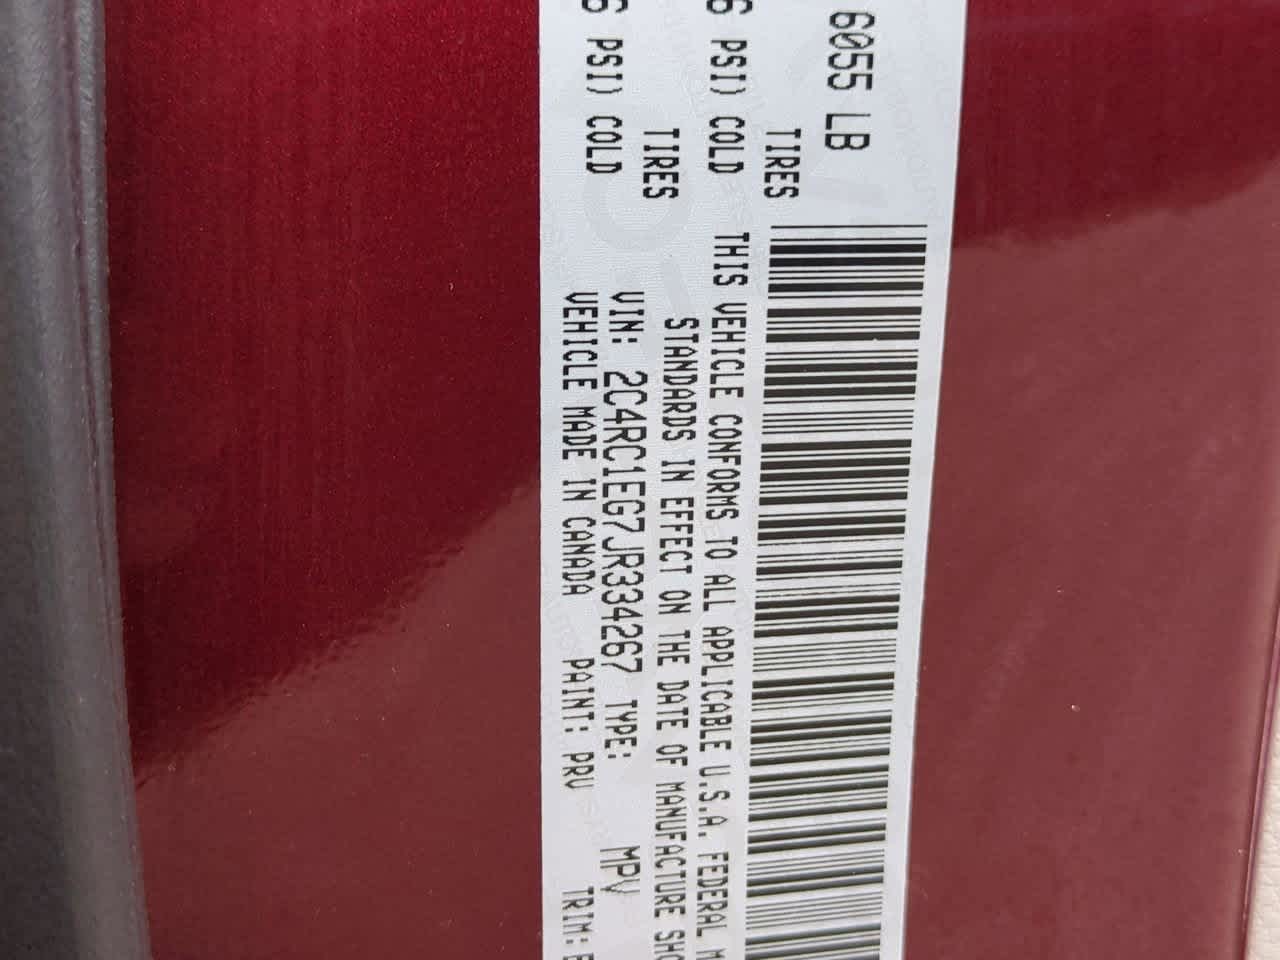 6055 LB
TIRES
6 PSI) COLD
TIRES
6 PSI) COLD
THIS VEHICLE CONFORMS TO ALL APPLICABLE U.S.A. FEDERAL M
STANDARDS IN EFFECT ON THE DATE OF MANUFACTURE SHO
VIN: 2C4RC1EG7JR334267 TYPE: MPV
VEHICLE MADE IN CANADA PAINT: PRV TRIM: